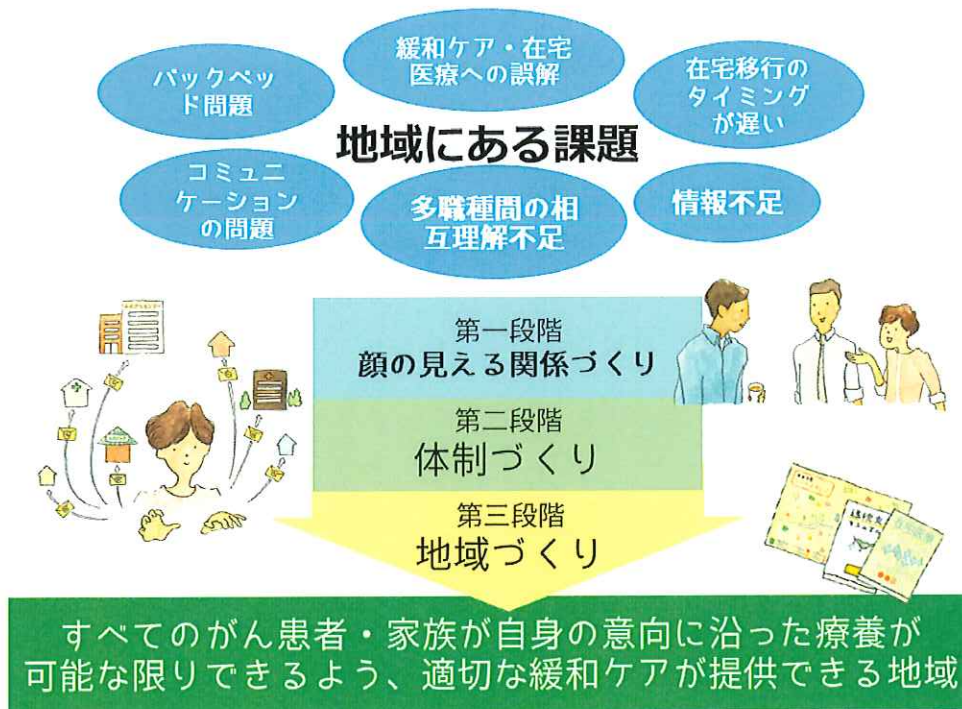 緩和ケア・在宅
医療への誤解
バックベッ
ド問題
在宅移行の
タイミング
が遅い
地域にある課題
コミュニ
ケーション
の問題
多職種間の相
互理解不足
情報不足
第一段階
顔の見える関係づくり
第二段階
体制づくり
第三段階
地域づくり
在宅医療
すべてのがん患者・家族が自身の意向に沿った療養が
可能な限りできるよう、適切な緩和ケアが提供できる地域